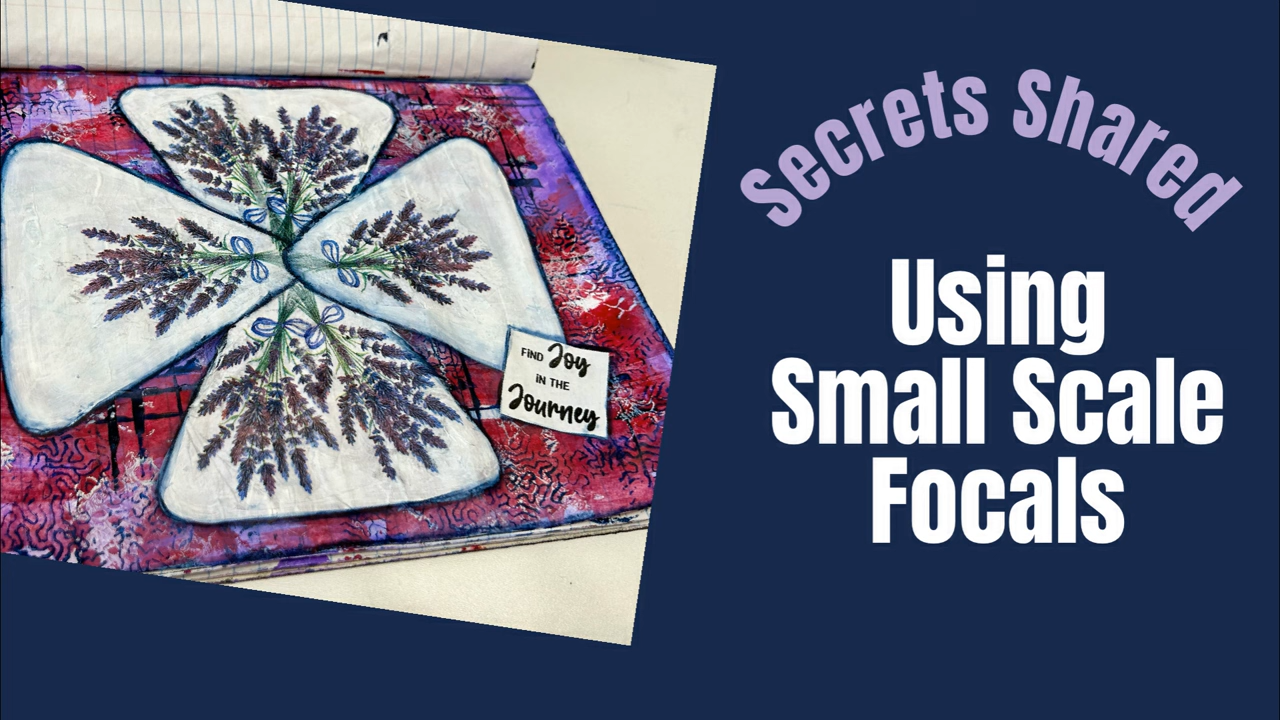 Secrets Shared
Using
Small Scale
Focals
FIND Joy
IN THE
Journey